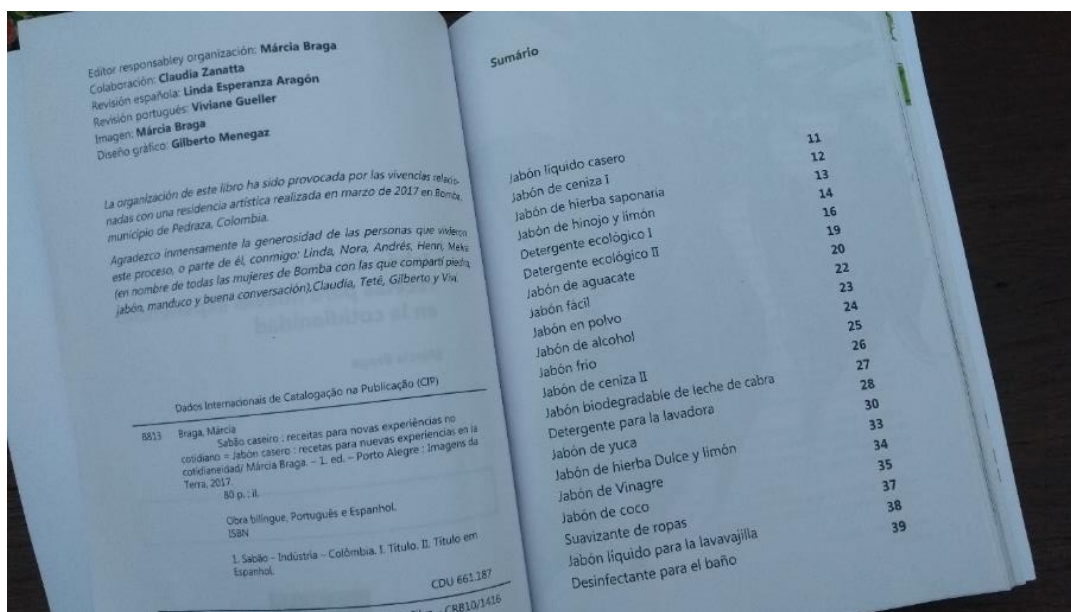 Editor responsabley organización: Márcia Braga
Colaboración: Claudia Zanatta
Revisión española: Linda Esperanza Aragón
Revisión portugués: Viviane Gueller
Imagen: Márcia Braga
Diseño gráfico: Gilberto Menegaz
La organización de este libro ha sido provocada por las vivencias relacio-
nadas con una residencia artística realizada en marzo de 2017 en Bomba,
municipio de Pedraza, Colombia.
Agradezco inmensamente la generosidad de las personas que vivieron
este proceso, o parte de él, conmigo: Linda, Nora, Andrés, Henri,
(en nombre de todas las mujeres de Bomba con las que compartí piedra,
jabón, manduco y buena conversación),Claudia, Tetê, Gilberto y Vivi.
Dados Internacionais de Catalogação na Publicação (CIP)
B813 Braga, Márcia
Sabão caseiro : receitas para novas experiências no
cotidiano = Jabón casero : recetas para nuevas experiencias en la
cotidianeidad/ Márcia Braga. – 1. ed. – Porto Alegre : Imagens da
Terra, 2017.
80 p. : il.
Obra bilíngue, Português e Espanhol.
ISBN
1. Sabão – Indústria – Colômbia. I. Título. II. Título em
Espanhol.
CDU 661.187
CRB10/1416
Sumário
Jabón líquido casero 11
Jabón de ceniza I 12
Jabón de hierba saponaria 13
Jabón de hinojo y limón 14
Detergente ecológico I 16
Detergente ecológico II 19
Jabón de aguacate 20
Jabón fácil 22
Jabón en polvo 23
Jabón de alcohol 24
Jabón frio 25
Jabón de ceniza II 26
Jabón biodegradable de leche de cabra 27
Detergente para la lavadora 28
Jabón de yuca 30
Jabón de hierba Dulce y limón 33
Jabón de Vinagre 34
Jabón de coco 35
Suavizante de ropas 37
Jabón líquido para la lavavajilla 38
Desinfectante para el baño 39